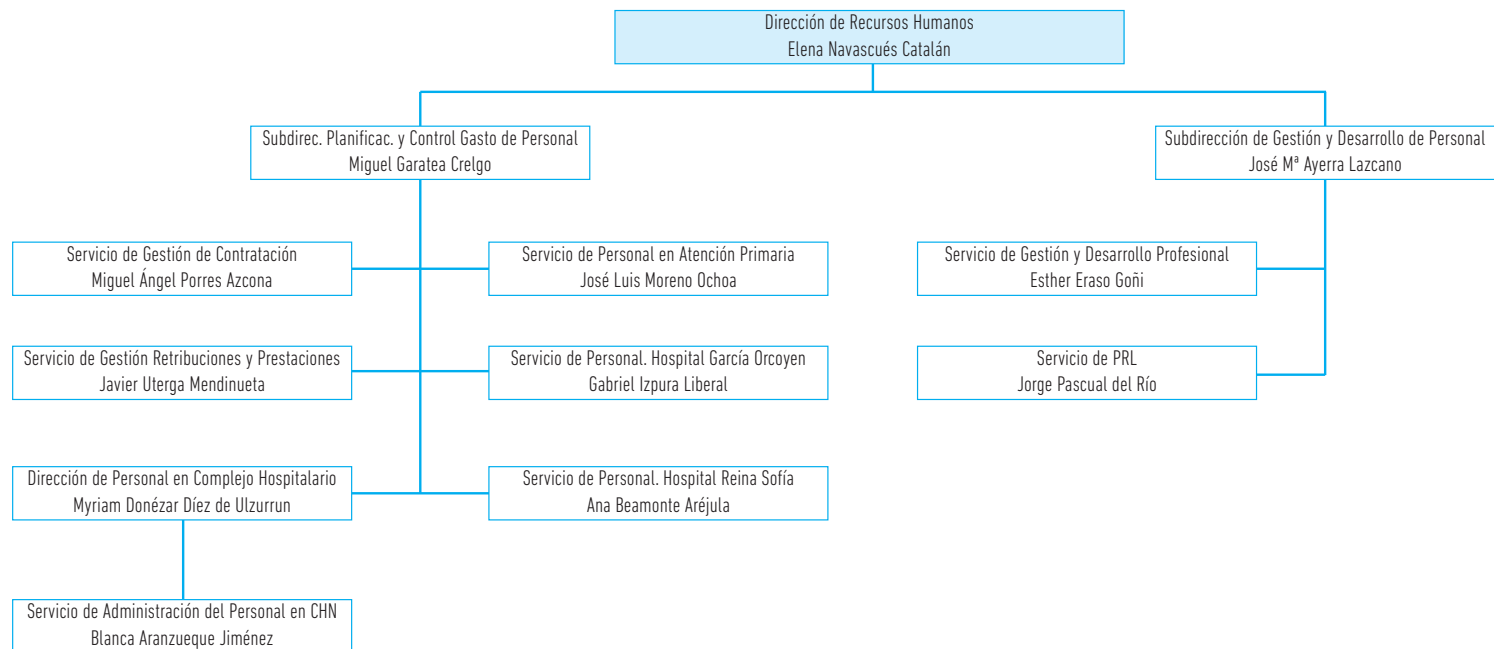 Dirección de Recursos Humanos
Elena Navascués Catalán
Subdirec. Planificac. y Control Gasto de Personal
Miguel Garatea Crelgo
Subdirección de Gestión y Desarrollo de Personal
José Mª Ayerra Lazcano
Servicio de Gestión de Contratación
Miguel Ángel Porres Azcona
Servicio de Personal en Atención Primaria
José Luis Moreno Ochoa
Servicio de Gestión y Desarrollo Profesional
Esther Eraso Goñi
Servicio de Gestión Retribuciones y Prestaciones
Javier Uterga Mendinueta
Servicio de Personal. Hospital García Orcoyen
Gabriel Izpura Liberal
Servicio de PRL
Jorge Pascual del Río
Dirección de Personal en Complejo Hospitalario
Myriam Donézar Díez de Ulzurrun
Servicio de Personal. Hospital Reina Sofía
Ana Beamonte Aréjula
Servicio de Administración del Personal en CHN
Blanca Aranzueque Jiménez